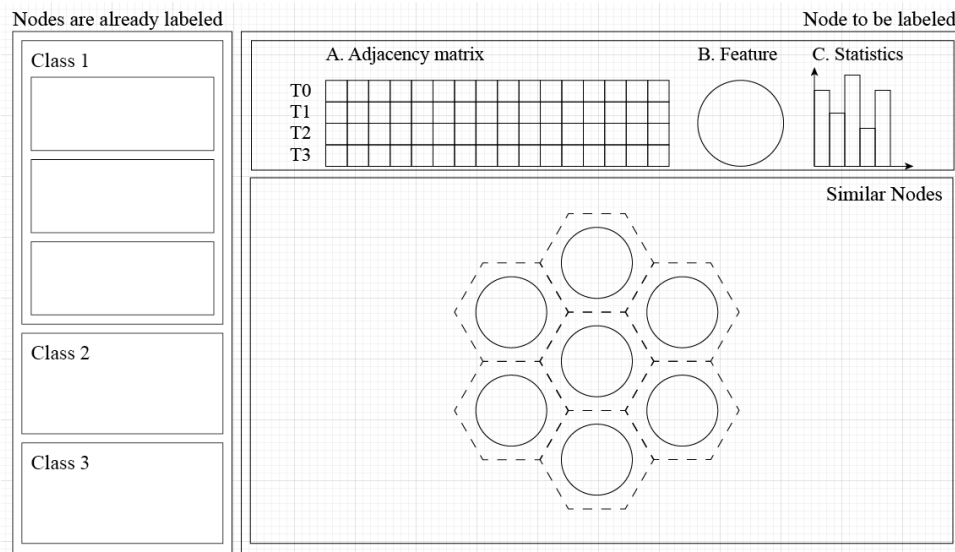 Nodes are already labeled
Class 1
Class 2
Class 3
Node to be labeled
A. Adjacency matrix
B. Feature
C. Statistics
T0
T1
T2
T3
Similar Nodes